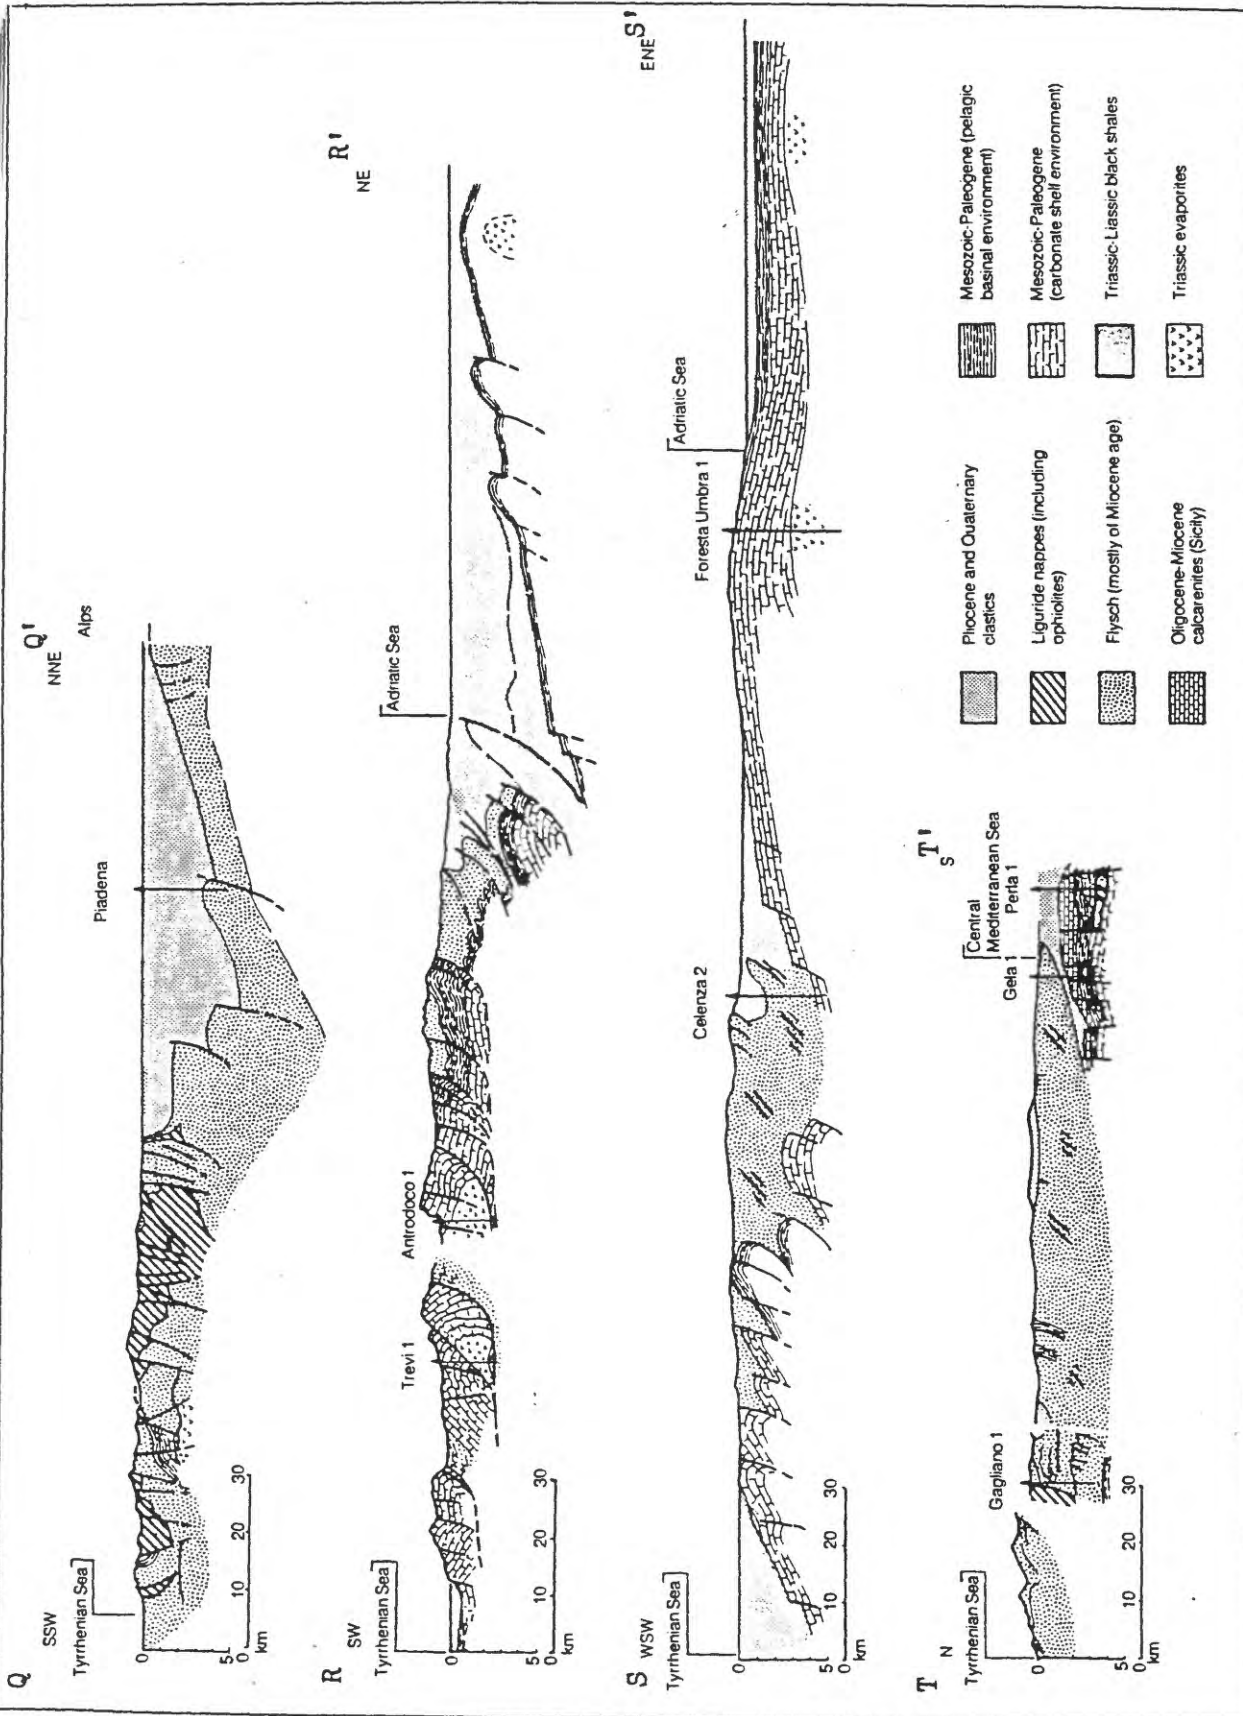 Q
SSW
Tyrrhenian Sea
Piadena
NNE
Q'
Alps
0
5
0
10
20
30
km
R
SW
Tyrrhenian Sea
Trevi 1
Antrodoco 1
Adriatic Sea
R'
NE
0
5
0
10
20
30
km
S
WSW
Tyrrhenian Sea
Celenza 2
Foresta Umbra 1
Adriatic Sea
ENE
S'
0
5
0
10
20
30
km
T
N
Tyrrhenian Sea
Gagliano 1
Gela 1
Central
Mediterranean Sea
Perla 1
T'
S
0
5
0
10
20
30
km
Pliocene and Quaternary
clastics
Liguride nappes (including
ophiolites)
Flysch (mostly of Miocene age)
Oligocene-Miocene
calcarenites (Sicily)
Mesozoic-Paleogene (pelagic
basinal environment)
Mesozoic-Paleogene
(carbonate shelf environment)
Triassic-Liassic black shales
Triassic evaporites